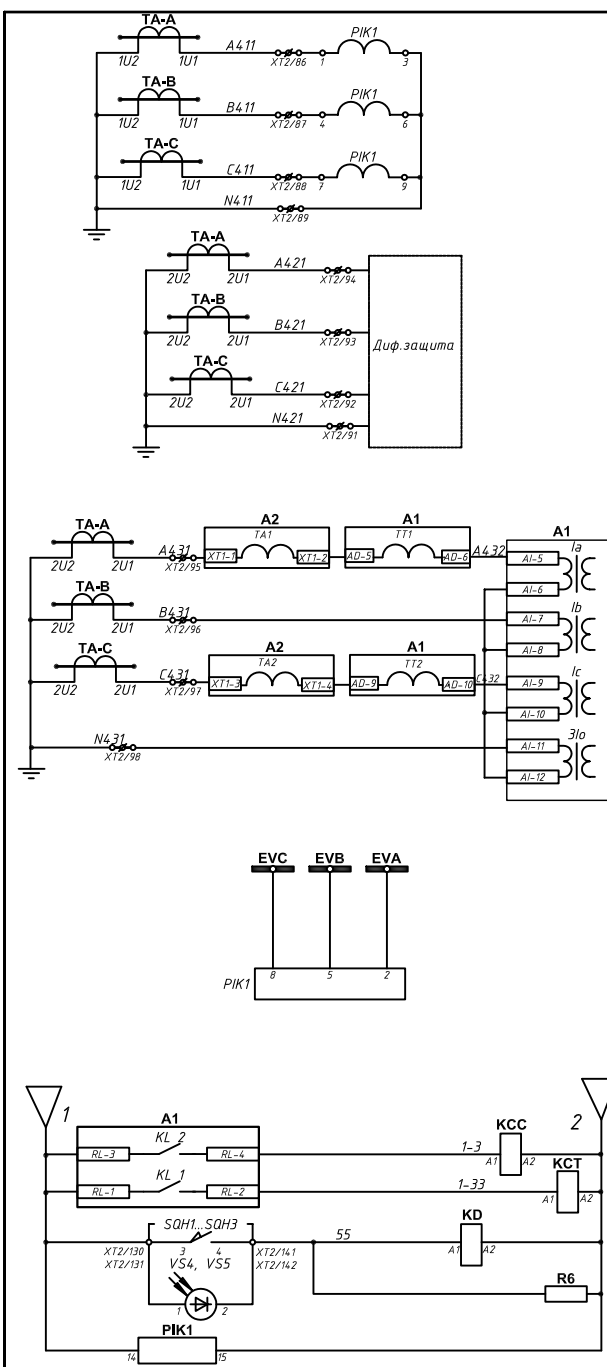 TA-A
A411
PIK1
1U2 1U1 XT2/86 1 3
TA-B
B411
PIK1
1U2 1U1 XT2/87 4 6
TA-C
C411
PIK1
1U2 1U1 XT2/88 7 9
N411
XT2/89
TA-A
A421
2U2 2U1 XT2/94
TA-B
B421
2U2 2U1 XT2/93
Диф.защита
TA-C
C421
2U2 2U1 XT2/92
N421
XT2/91
TA-A A2 A1 A1
A431 TA1 TT1 A432 Ia
XT1-1 XT1-2 AD-5 AD-6 AI-5
2U2 2U1 XT2/95
AI-6
TA-B
B431 Ib
AI-7
2U2 2U1 XT2/96
AI-8
TA-C A2 A1
C431 TA2 TT2 C432 Ic
XT1-3 XT1-4 AD-9 AD-10 AI-9
2U2 2U1 XT2/97
AI-10
N431 3Io
AI-11
XT2/98
AI-12
EVC EVB EVA
8 5 2
PIK1
1 2
A1
KL 2 KCC
RL-3 RL-4 1-3
A1 A2
KL 1 KCT
RL-1 RL-2 1-33
A1 A2
SQH1...SQH3 55 KD
XT2/130 3 4 XT2/141 A1 A2
XT2/131 VS4, VS5 XT2/142
R6
1 2
PIK1
14 15